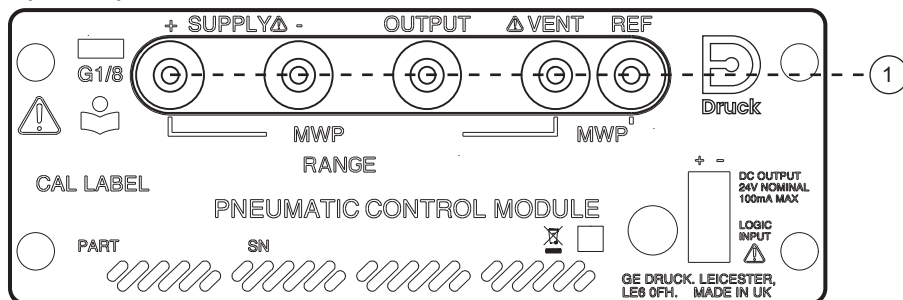 + SUPPLY⚠ - OUTPUT ⚠VENT REF
G1/8
1
Druck
MWP MWP
RANGE
+ -
CAL LABEL
DC OUTPUT
24V NOMINAL
100mA MAX
PNEUMATIC CONTROL MODULE
LOGIC
INPUT
PART SN
GE DRUCK. LEICESTER,
LE6 0FH. MADE IN UK